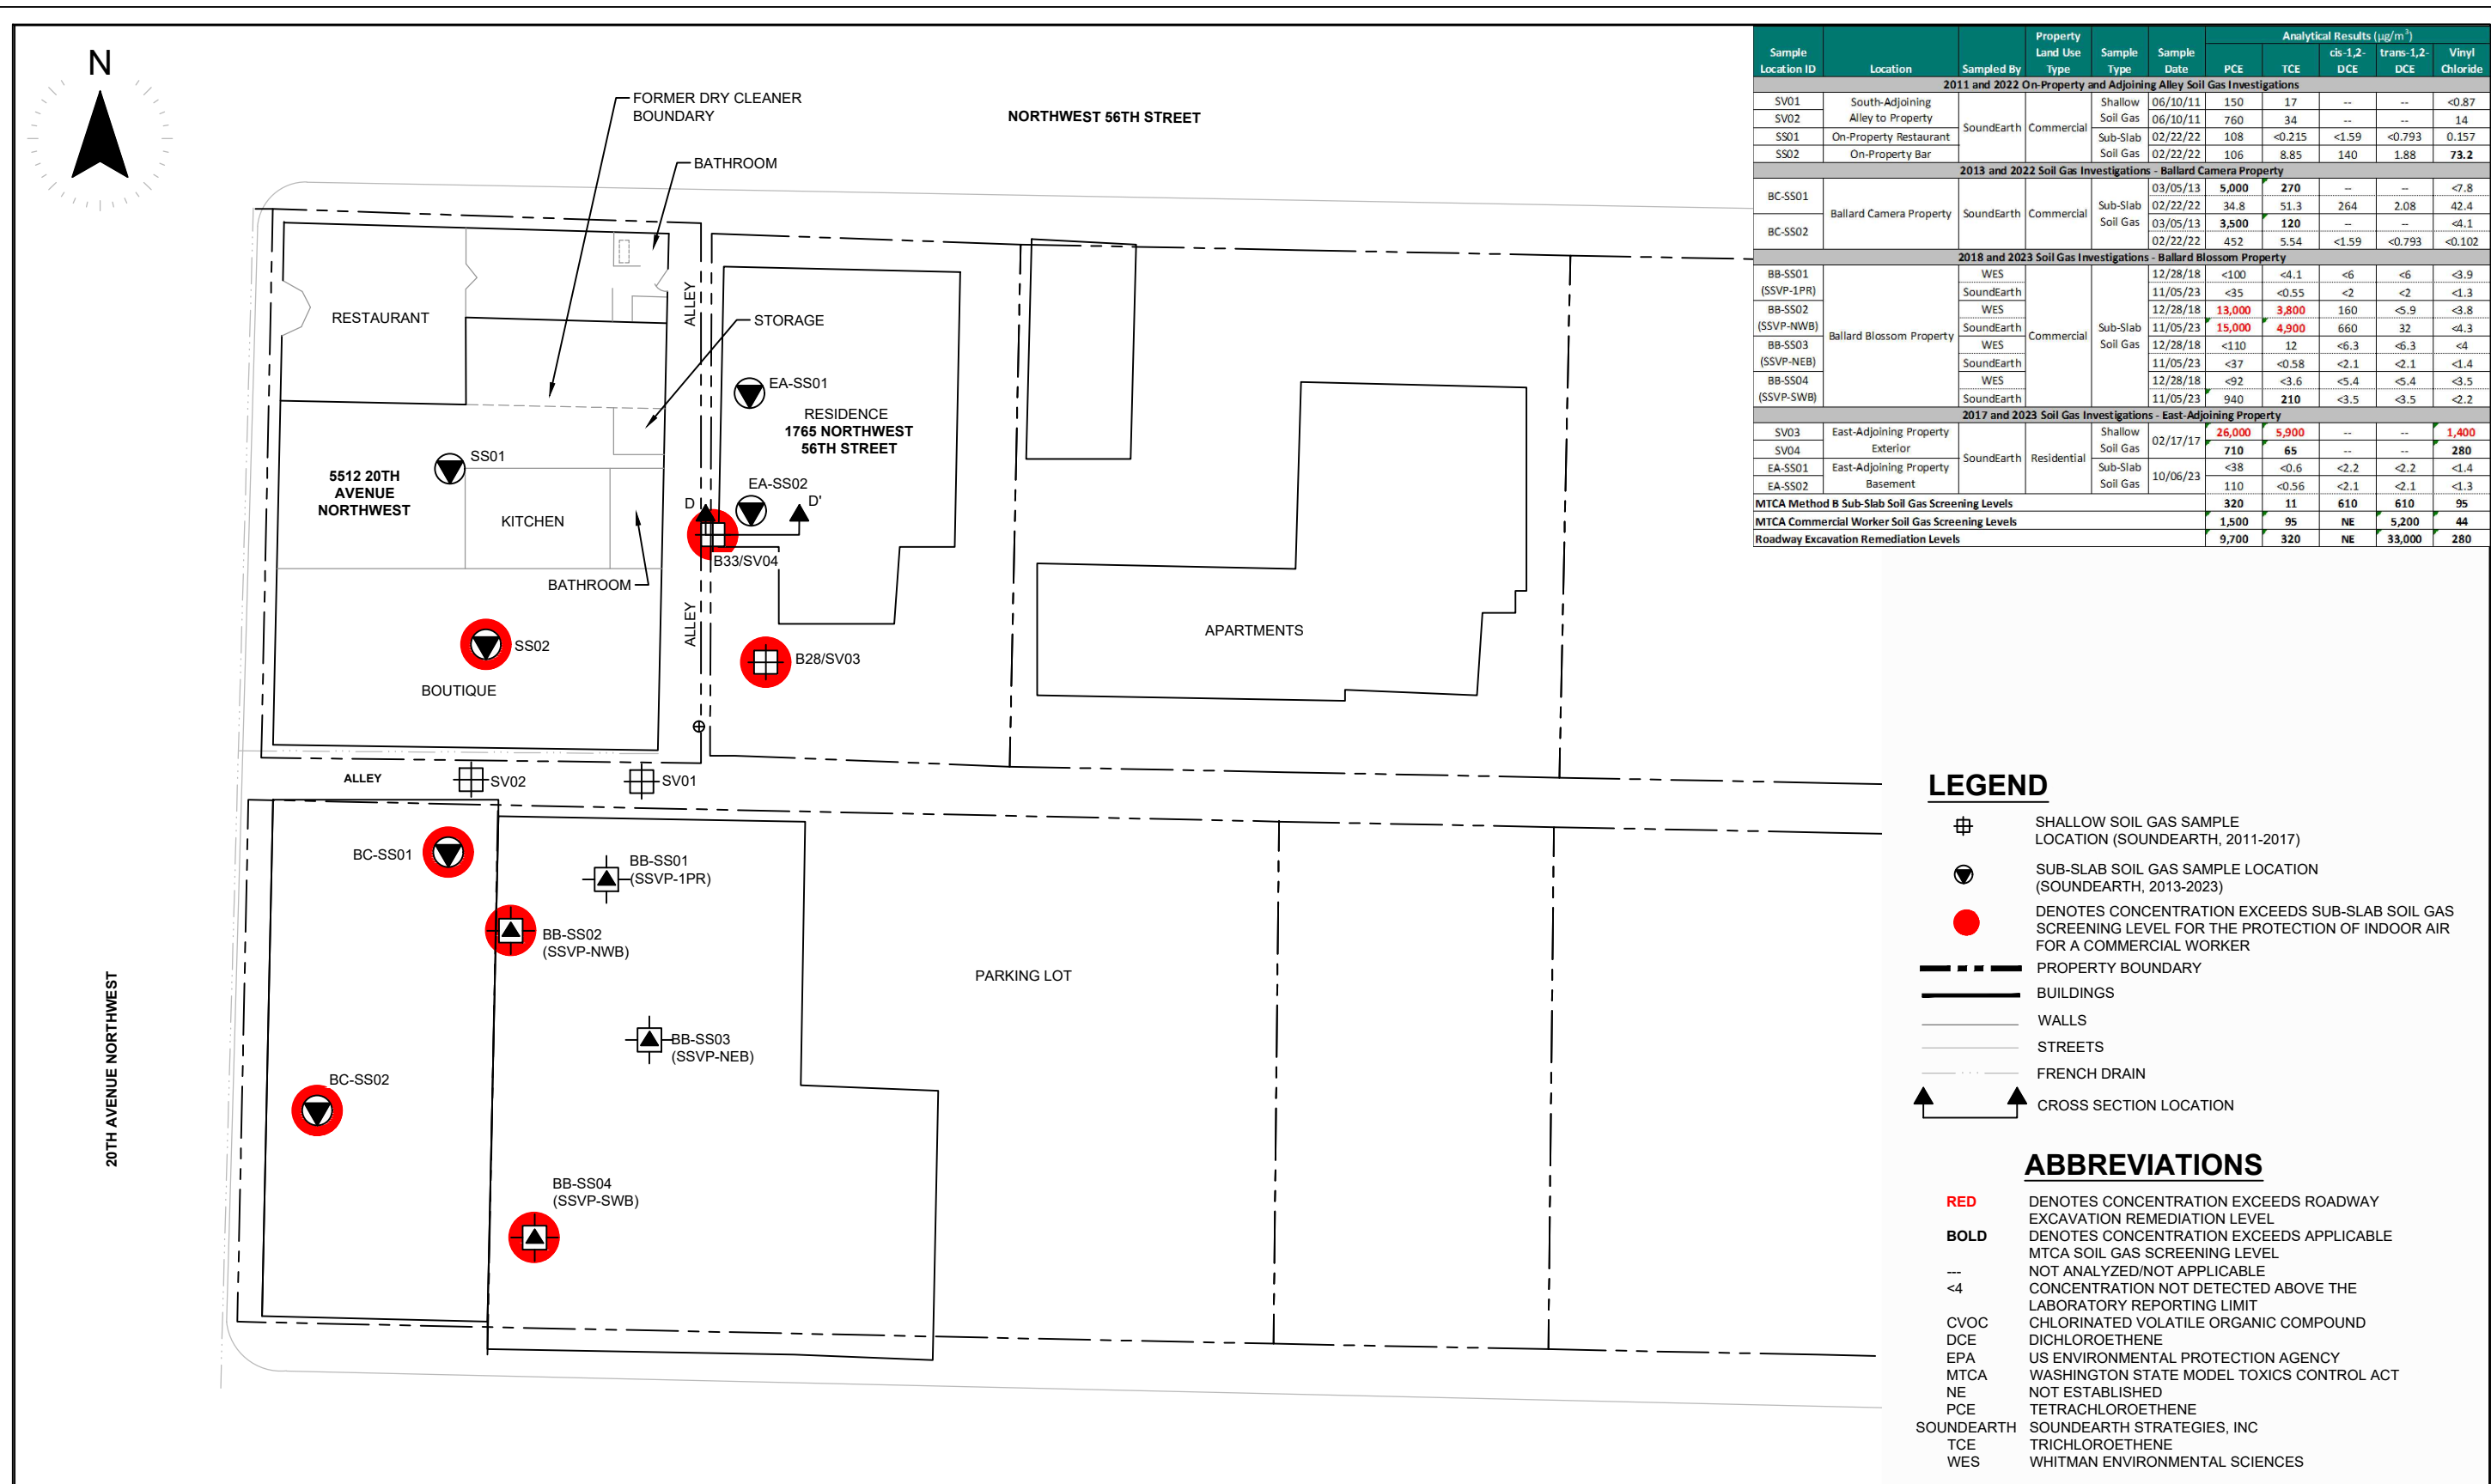 N
FORMER DRY CLEANER
BOUNDARY
BATHROOM
NORTHWEST 56TH STREET
RESTAURANT
ALLEY
STORAGE
EA-SS01
RESIDENCE
1765 NORTHWEST
56TH STREET
SS01
5512 20TH
AVENUE
NORTHWEST
KITCHEN
EA-SS02
D D'
B33/SV04
BATHROOM
ALLEY
SS02
BOUTIQUE
B28/SV03
APARTMENTS
ALLEY
SV02
SV01
BC-SS01
BB-SS01
(SSVP-1PR)
BB-SS02
(SSVP-NWB)
PARKING LOT
BB-SS03
(SSVP-NEB)
BC-SS02
BB-SS04
(SSVP-SWB)
20TH AVENUE NORTHWEST
Sample Location ID Location Sampled By Property Land Use Type Sample Type Sample Date Analytical Results (µg/m³)
PCE TCE cis-1,2-DCE trans-1,2-DCE Vinyl Chloride
2011 and 2022 On-Property and Adjoining Alley Soil Gas Investigations
SV01 South-Adjoining Alley to Property SoundEarth Commercial Shallow Soil Gas 06/10/11 150 17 -- -- <0.87
SV02 06/10/11 760 34 -- -- 14
SS01 On-Property Restaurant Sub-Slab Soil Gas 02/22/22 108 <0.215 <1.59 <0.793 0.157
SS02 On-Property Bar 02/22/22 106 8.85 140 1.88 73.2
2013 and 2022 Soil Gas Investigations - Ballard Camera Property
BC-SS01 Ballard Camera Property SoundEarth Commercial Sub-Slab Soil Gas 03/05/13 5,000 270 -- -- <7.8
02/22/22 34.8 51.3 264 2.08 42.4
BC-SS02 03/05/13 3,500 120 -- -- <4.1
02/22/22 452 5.54 <1.59 <0.793 <0.102
2018 and 2023 Soil Gas Investigations - Ballard Blossom Property
BB-SS01 (SSVP-1PR) Ballard Blossom Property WES Commercial Sub-Slab Soil Gas 12/28/18 <100 <4.1 <6 <6 <3.9
SoundEarth 11/05/23 <35 <0.55 <2 <2 <1.3
BB-SS02 (SSVP-NWB) WES 12/28/18 13,000 3,800 160 <5.9 <3.8
SoundEarth 11/05/23 15,000 4,900 660 32 <4.3
BB-SS03 (SSVP-NEB) WES 12/28/18 <110 12 <6.3 <6.3 <4
SoundEarth 11/05/23 <37 <0.58 <2.1 <2.1 <1.4
BB-SS04 (SSVP-SWB) WES 12/28/18 <92 <3.6 <5.4 <5.4 <3.5
SoundEarth 11/05/23 940 210 <3.5 <3.5 <2.2
2017 and 2023 Soil Gas Investigations - East-Adjoining Property
SV03 East-Adjoining Property Exterior SoundEarth Residential Shallow Soil Gas 02/17/17 26,000 5,900 -- -- 1,400
SV04 710 65 -- -- 280
EA-SS01 East-Adjoining Property Basement Sub-Slab Soil Gas 10/06/23 <38 <0.6 <2.2 <2.2 <1.4
EA-SS02 110 <0.56 <2.1 <2.1 <1.3
MTCA Method B Sub-Slab Soil Gas Screening Levels 320 11 610 610 95
MTCA Commercial Worker Soil Gas Screening Levels 1,500 95 NE 5,200 44
Roadway Excavation Remediation Levels 9,700 320 NE 33,000 280
LEGEND
SHALLOW SOIL GAS SAMPLE
LOCATION (SOUNDEARTH, 2011-2017)
SUB-SLAB SOIL GAS SAMPLE LOCATION
(SOUNDEARTH, 2013-2023)
DENOTES CONCENTRATION EXCEEDS SUB-SLAB SOIL GAS
SCREENING LEVEL FOR THE PROTECTION OF INDOOR AIR
FOR A COMMERCIAL WORKER
PROPERTY BOUNDARY
BUILDINGS
WALLS
STREETS
FRENCH DRAIN
CROSS SECTION LOCATION
ABBREVIATIONS
RED DENOTES CONCENTRATION EXCEEDS ROADWAY
EXCAVATION REMEDIATION LEVEL
BOLD DENOTES CONCENTRATION EXCEEDS APPLICABLE
MTCA SOIL GAS SCREENING LEVEL
--- NOT ANALYZED/NOT APPLICABLE
<4 CONCENTRATION NOT DETECTED ABOVE THE
LABORATORY REPORTING LIMIT
CVOC CHLORINATED VOLATILE ORGANIC COMPOUND
DCE DICHLOROETHENE
EPA US ENVIRONMENTAL PROTECTION AGENCY
MTCA WASHINGTON STATE MODEL TOXICS CONTROL ACT
NE NOT ESTABLISHED
PCE TETRACHLOROETHENE
SOUNDEARTH SOUNDEARTH STRATEGIES, INC
TCE TRICHLOROETHENE
WES WHITMAN ENVIRONMENTAL SCIENCES